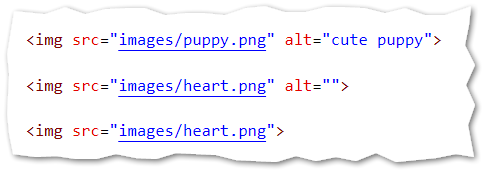 <img src="images/puppy.png" alt="cute puppy">
<img src="images/heart.png" alt="">
<img src="images/heart.png">